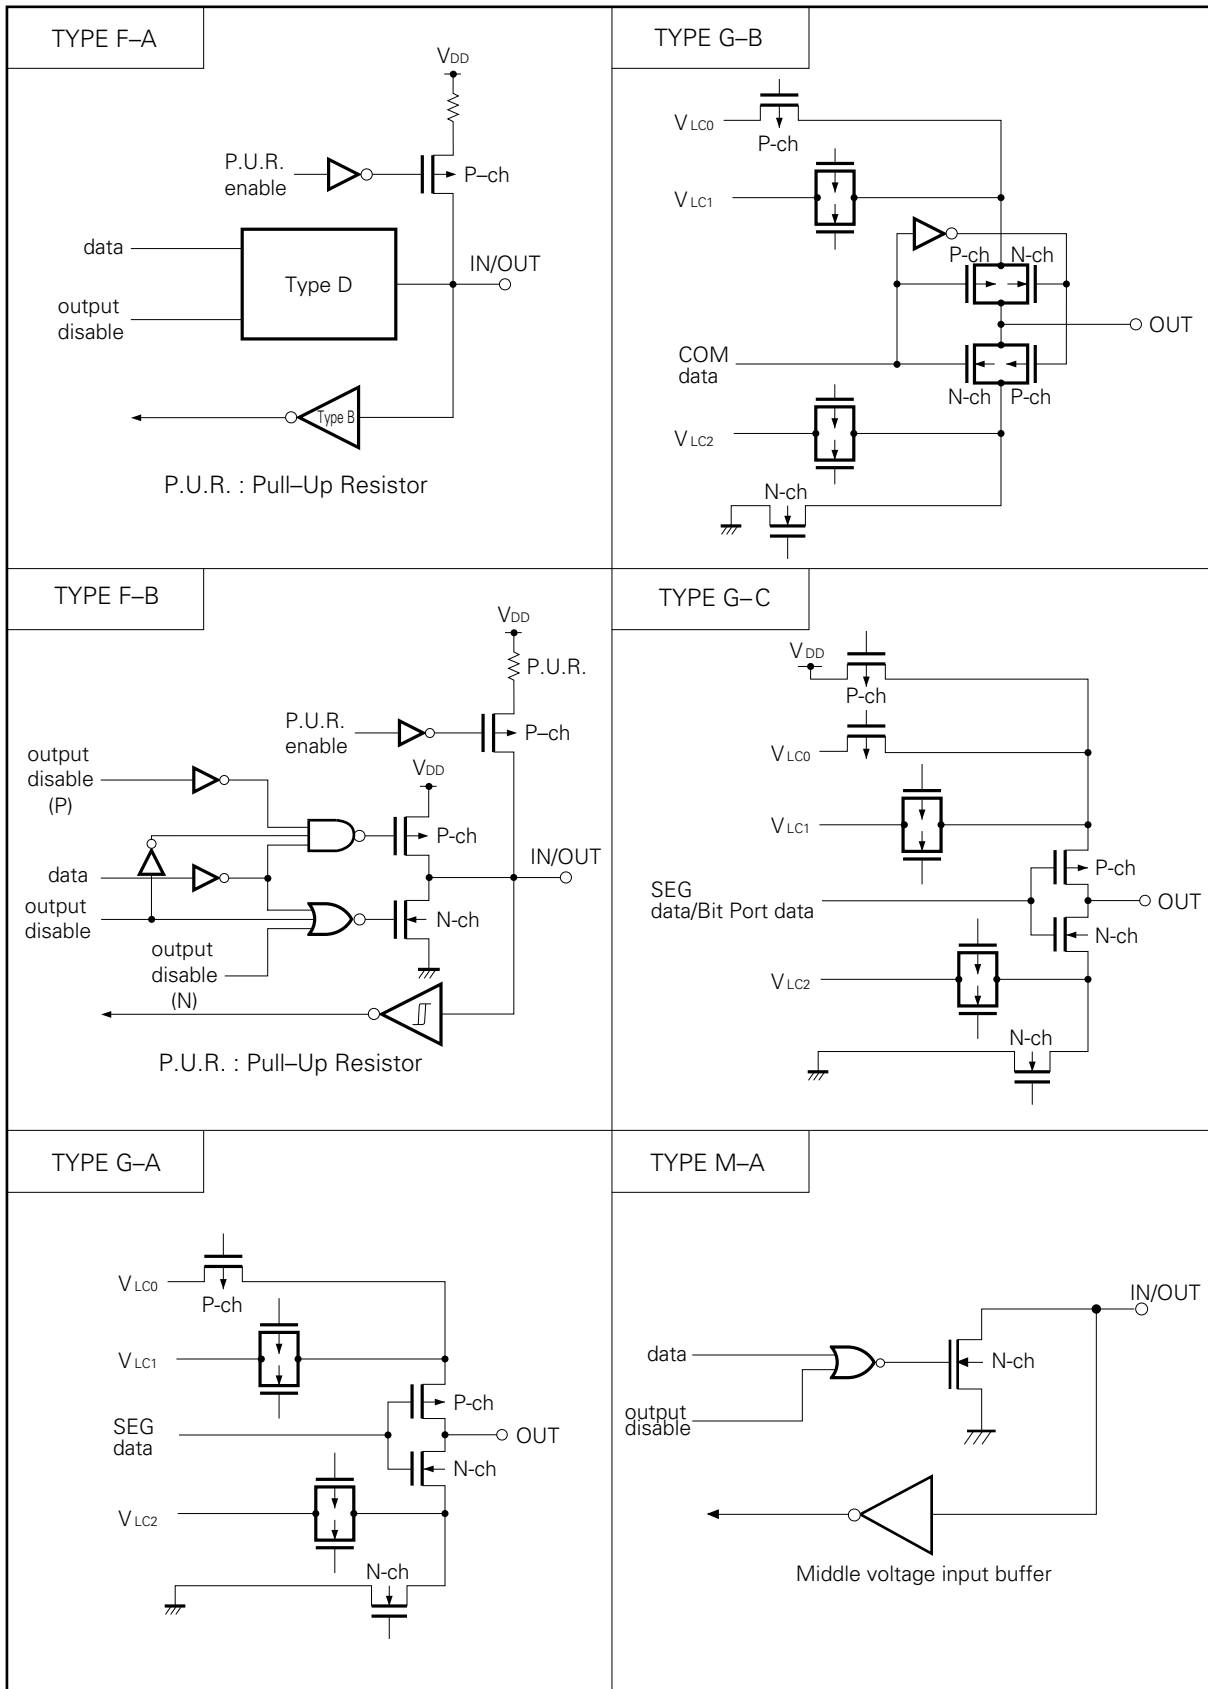 TYPE F–A
VDD
P.U.R.
enable
P–ch
data
IN/OUT
Type D
output
disable
Type B
P.U.R. : Pull–Up Resistor
TYPE G–B
VLC0
P-ch
VLC1
P-ch N-ch
OUT
COM
data
N-ch P-ch
VLC2
N-ch
TYPE F–B
VDD
P.U.R.
P.U.R.
enable
P–ch
output
disable
(P)
VDD
P-ch
IN/OUT
data
output
disable
N-ch
output
disable
(N)
P.U.R. : Pull–Up Resistor
TYPE G–C
VDD
P-ch
VLC0
VLC1
P-ch
SEG
data/Bit Port data
OUT
N-ch
VLC2
N-ch
TYPE G–A
VLC0
P-ch
VLC1
P-ch
SEG
data
OUT
N-ch
VLC2
N-ch
TYPE M–A
IN/OUT
data
N-ch
output
disable
Middle voltage input buffer